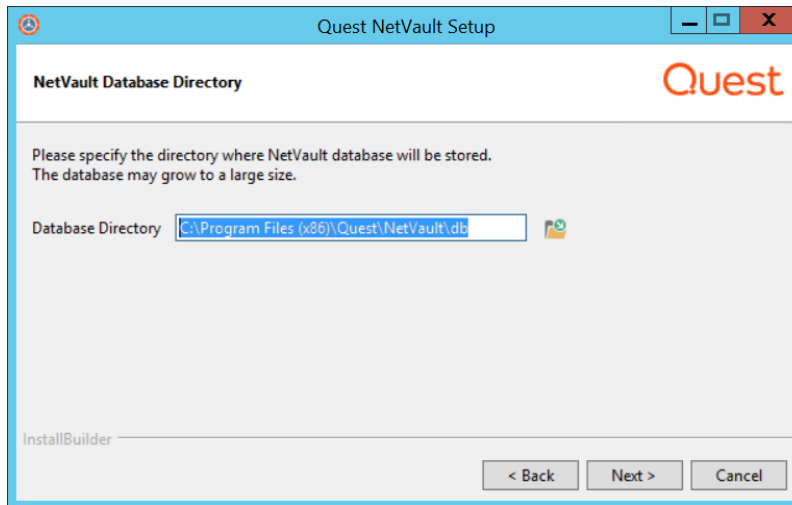 Quest NetVault Setup
NetVault Database Directory
Quest
Please specify the directory where NetVault database will be stored.
The database may grow to a large size.
Database Directory C:\Program Files (x86)\Quest\NetVault\db
InstallBuilder
< Back Next > Cancel